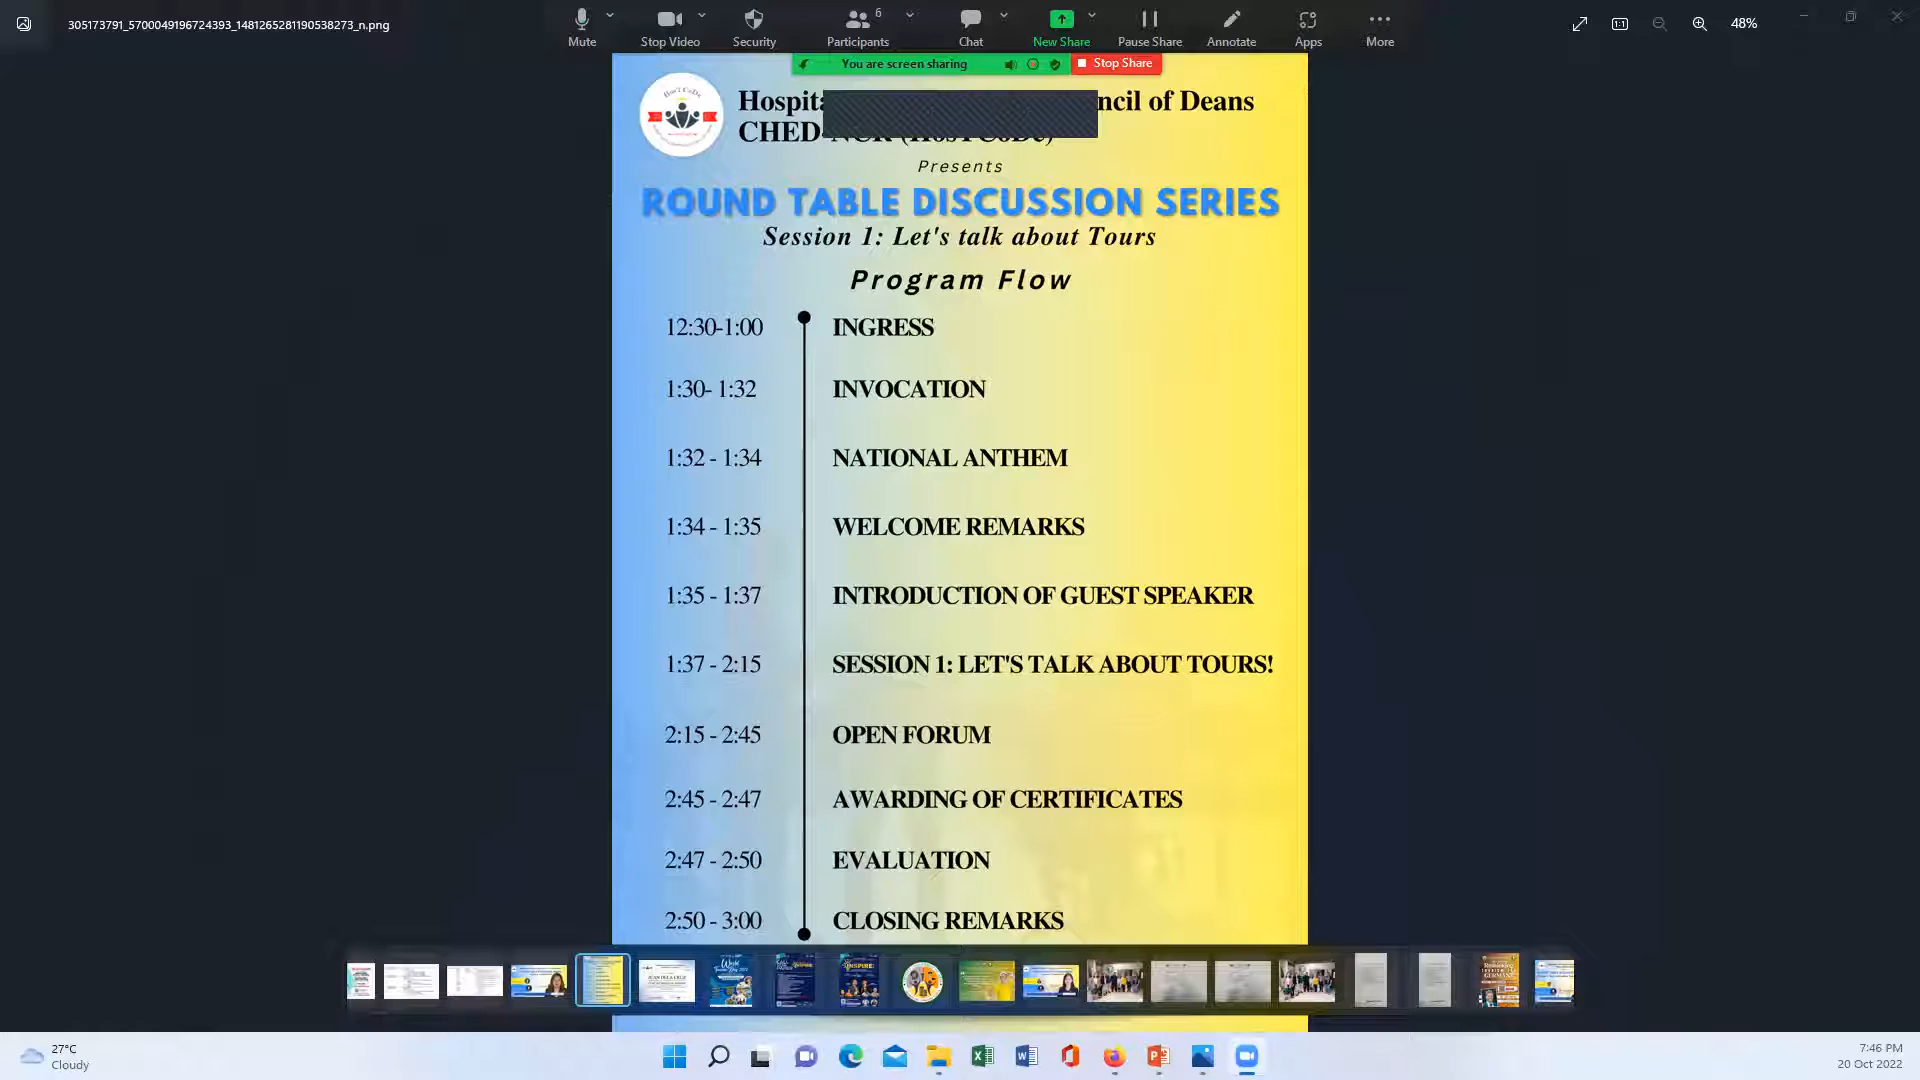 305173791_5700049196724393_1481265281190538273_n.png
Mute
Stop Video
Security
6
Participants
Chat
New Share
Pause Share
Annotate
Apps
More
48%
You are screen sharing
Stop Share
HosT CoDe
Hospita ncil of Deans
CHED-NCR (HosTCoDe)
Presents
ROUND TABLE DISCUSSION SERIES
Session 1: Let's talk about Tours
Program Flow
12:30-1:00 INGRESS
1:30- 1:32 INVOCATION
1:32 - 1:34 NATIONAL ANTHEM
1:34 - 1:35 WELCOME REMARKS
1:35 - 1:37 INTRODUCTION OF GUEST SPEAKER
1:37 - 2:15 SESSION 1: LET'S TALK ABOUT TOURS!
2:15 - 2:45 OPEN FORUM
2:45 - 2:47 AWARDING OF CERTIFICATES
2:47 - 2:50 EVALUATION
2:50 - 3:00 CLOSING REMARKS
27°C
Cloudy
7:46 PM
20 Oct 2022